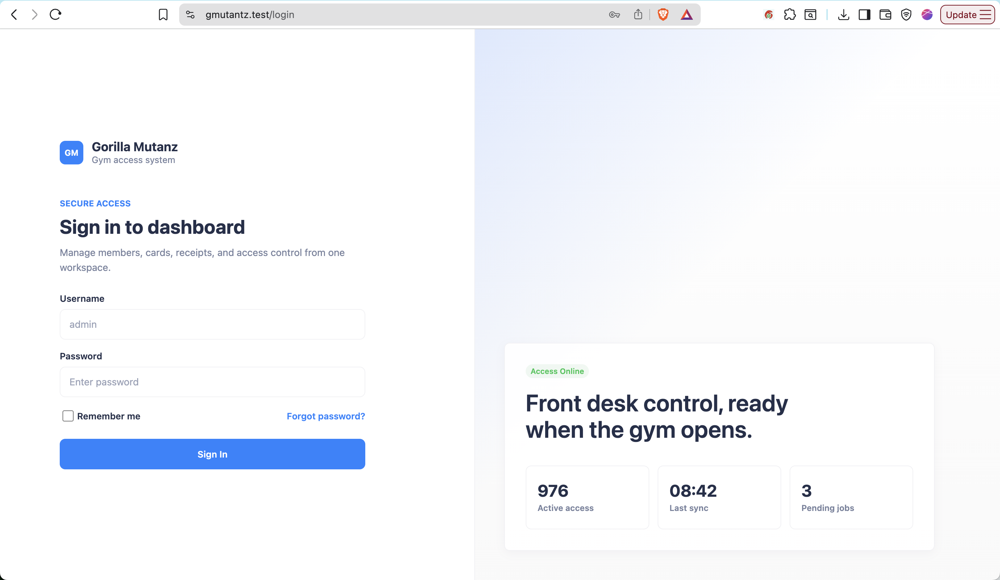 gmutantz.test/login
Update
GM
Gorilla Mutanz
Gym access system
SECURE ACCESS
Sign in to dashboard
Manage members, cards, receipts, and access control from one
workspace.
Username
admin
Password
Enter password
Remember me
Forgot password?
Sign In
Access Online
Front desk control, ready
when the gym opens.
976
Active access
08:42
Last sync
3
Pending jobs